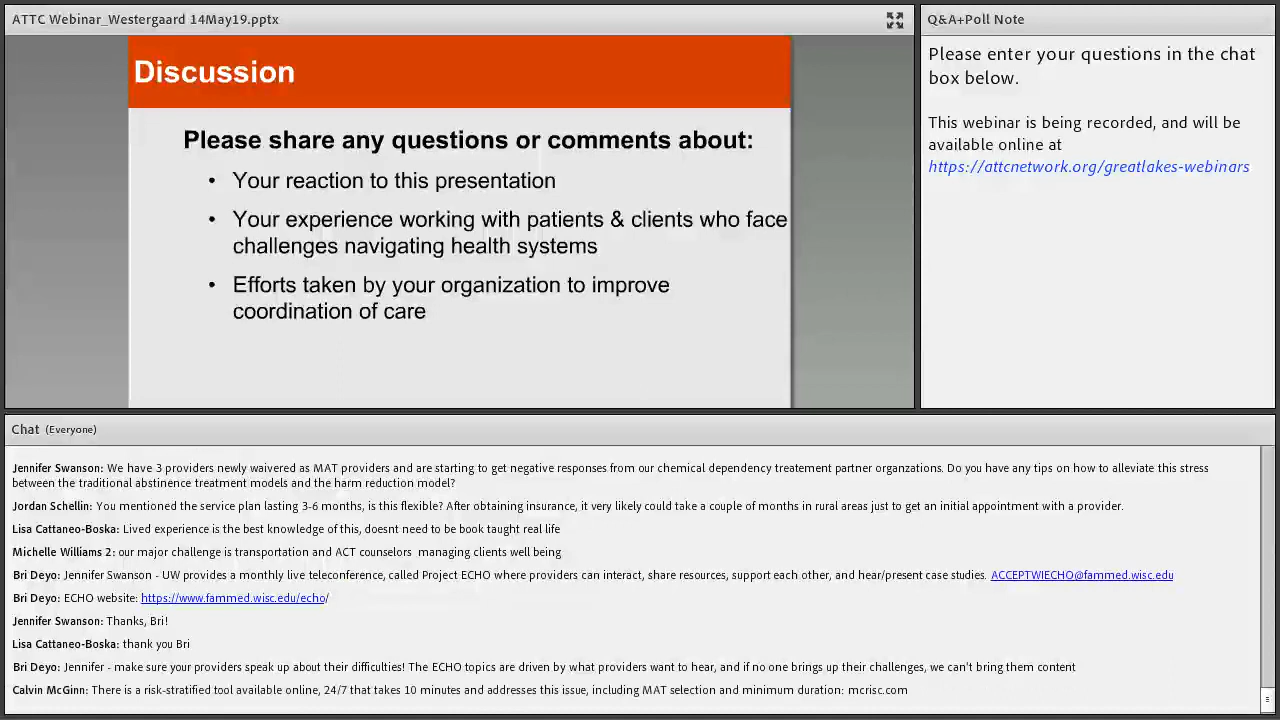 ATTC Webinar_Westergaard 14May19.pptx
Discussion
Please share any questions or comments about:
• Your reaction to this presentation
• Your experience working with patients & clients who face
challenges navigating health systems
• Efforts taken by your organization to improve
coordination of care
Q&A+Poll Note
Please enter your questions in the chat
box below.
This webinar is being recorded, and will be
available online at
https://attcnetwork.org/greatlakes-webinars
Chat (Everyone)
Jennifer Swanson: We have 3 providers newly waivered as MAT providers and are starting to get negative responses from our chemical dependency treatement partner organzations. Do you have any tips on how to alleviate this stress
between the traditional abstinence treatment models and the harm reduction model?
Jordan Schellin: You mentioned the service plan lasting 3-6 months, is this flexible? After obtaining insurance, it very likely could take a couple of months in rural areas just to get an initial appointment with a provider.
Lisa Cattaneo-Boska: Lived experience is the best knowledge of this, doesnt need to be book taught real life
Michelle Williams 2: our major challenge is transportation and ACT counselors managing clients well being
Bri Deyo: Jennifer Swanson - UW provides a monthly live teleconference, called Project ECHO where providers can interact, share resources, support each other, and hear/present case studies. ACCEPTWIECHO@fammed.wisc.edu
Bri Deyo: ECHO website: https://www.fammed.wisc.edu/echo/
Jennifer Swanson: Thanks, Bri!
Lisa Cattaneo-Boska: thank you Bri
Bri Deyo: Jennifer - make sure your providers speak up about their difficulties! The ECHO topics are driven by what providers want to hear, and if no one brings up their challenges, we can't bring them content
Calvin McGinn: There is a risk-stratified tool available online, 24/7 that takes 10 minutes and addresses this issue, including MAT selection and minimum duration: mcrisc.com